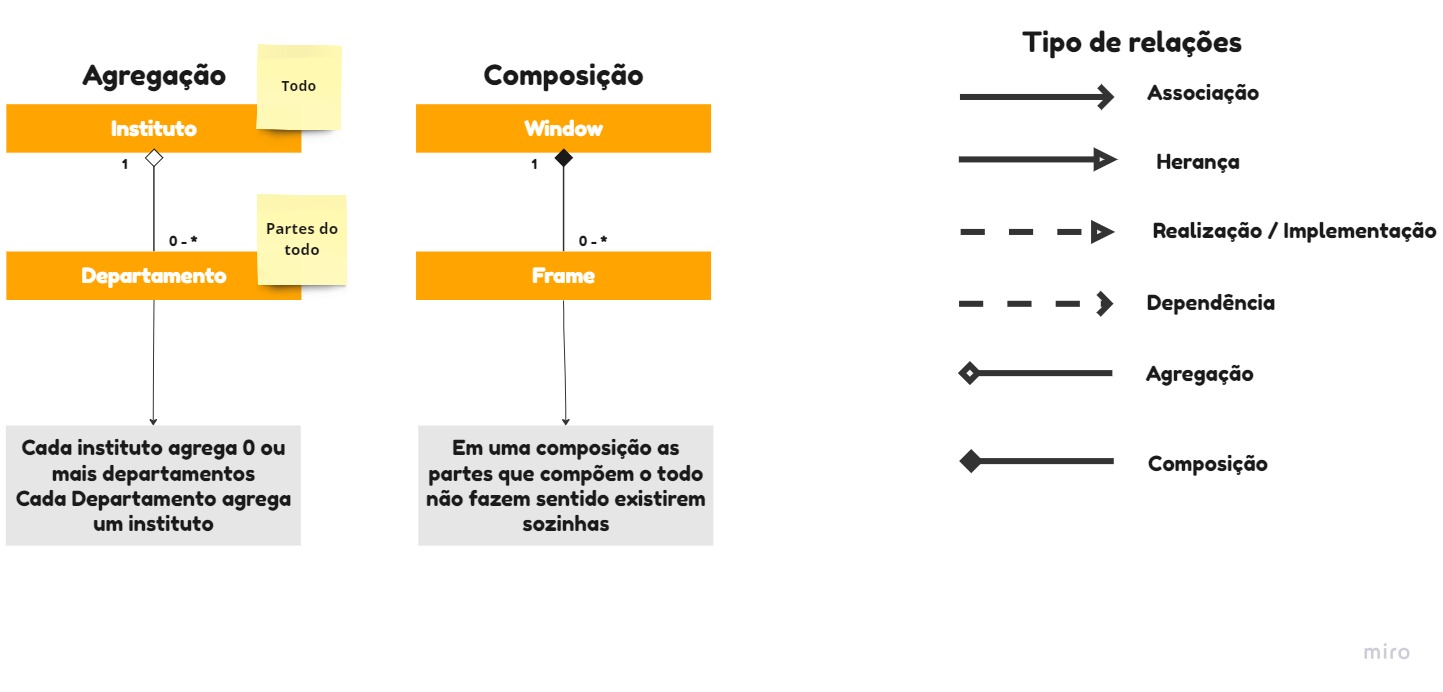 Agregação
Todo
Instituto
1
0 - *
Partes do
todo
Departamento
Cada instituto agrega 0 ou
mais departamentos
Cada Departamento agrega
um instituto
Composição
Window
1
0 - *
Frame
Em uma composição as
partes que compõem o todo
não fazem sentido existirem
sozinhas
Tipo de relações
Associação
Herança
Realização / Implementação
Dependência
Agregação
Composição
miro